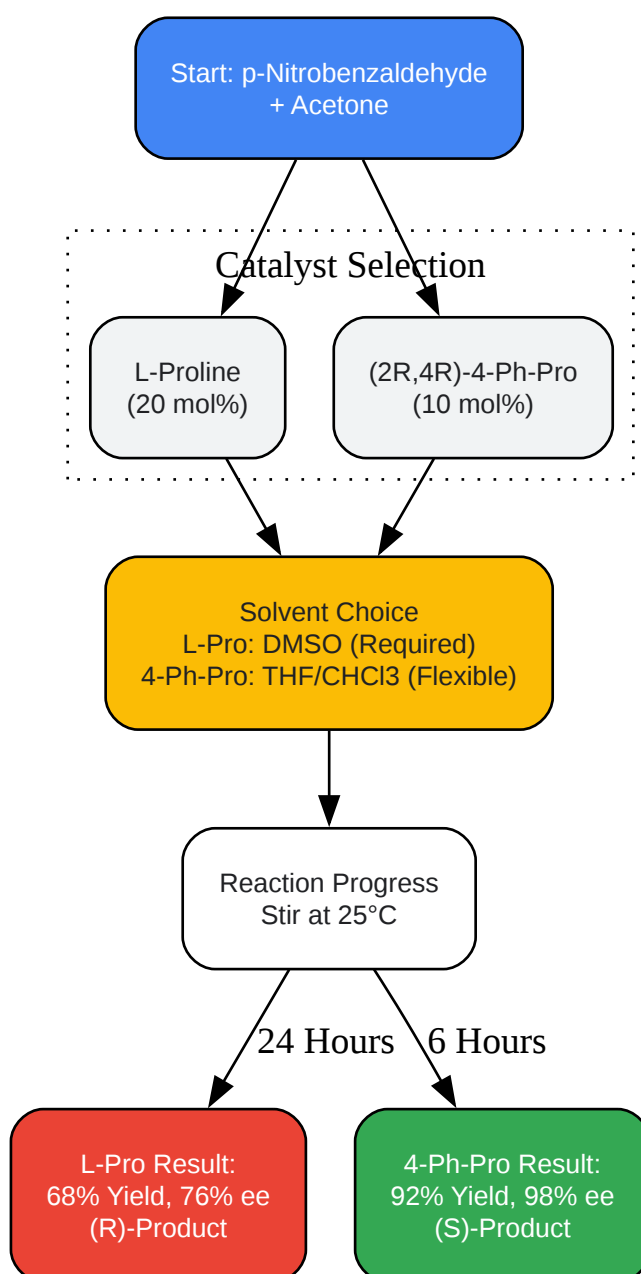 Start: p-Nitrobenzaldehyde
+ Acetone
Catalyst Selection
L-Proline
(20 mol%)
(2R,4R)-4-Ph-Pro
(10 mol%)
Solvent Choice
L-Pro: DMSO (Required)
4-Ph-Pro: THF/CHCl3 (Flexible)
Reaction Progress
Stir at 25°C
24 Hours
6 Hours
L-Pro Result:
68% Yield, 76% ee
(R)-Product
4-Ph-Pro Result:
92% Yield, 98% ee
(S)-Product